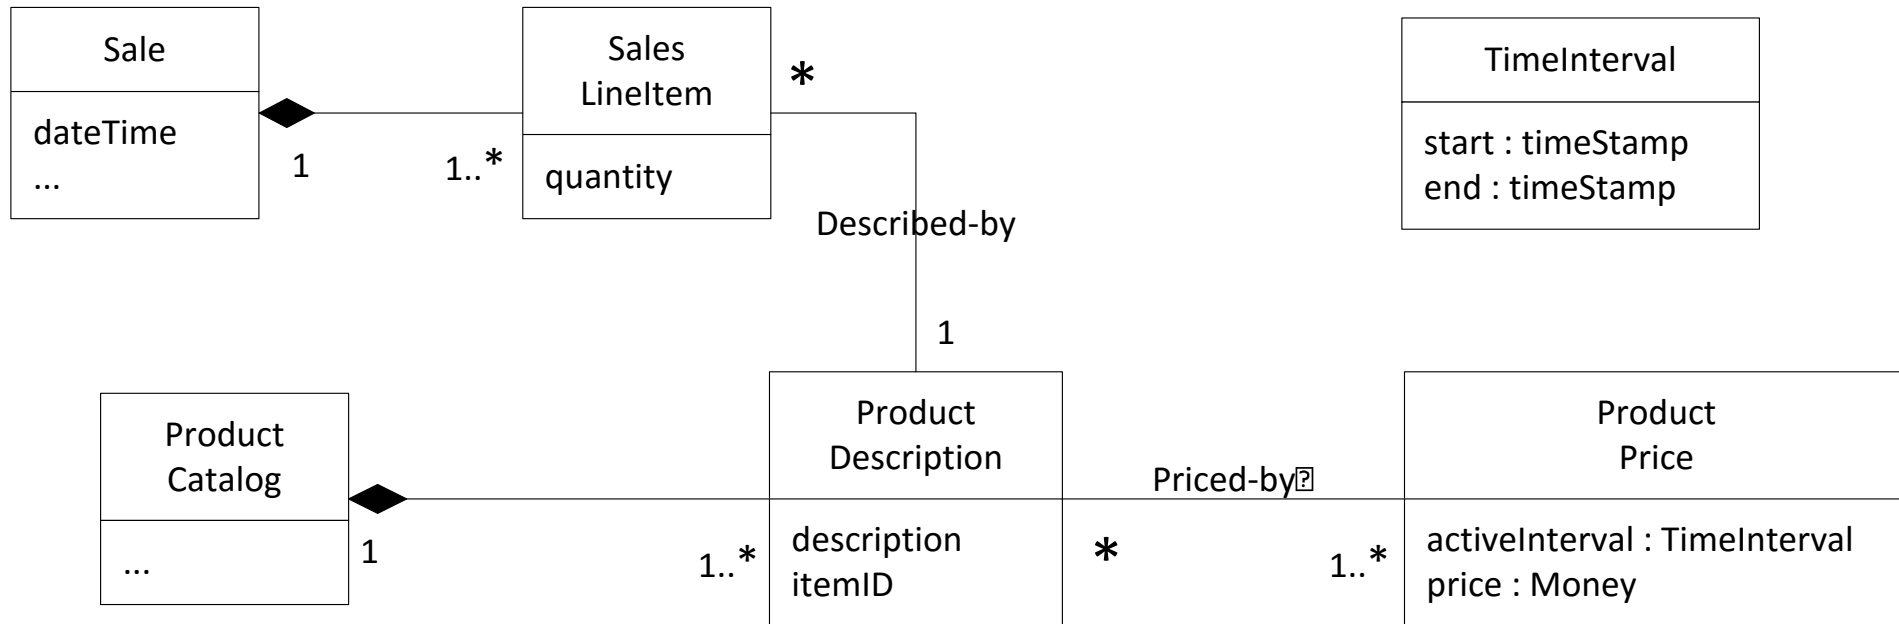 Sale
dateTime
...
1
1..*
Sales
LineItem
quantity
*
Described-by
1
TimeInterval
start : timeStamp
end : timeStamp
Product
Catalog
...
1
1..*
Product
Description
description
itemID
Priced-by
*
1..*
Product
Price
activeInterval : TimeInterval
price : Money